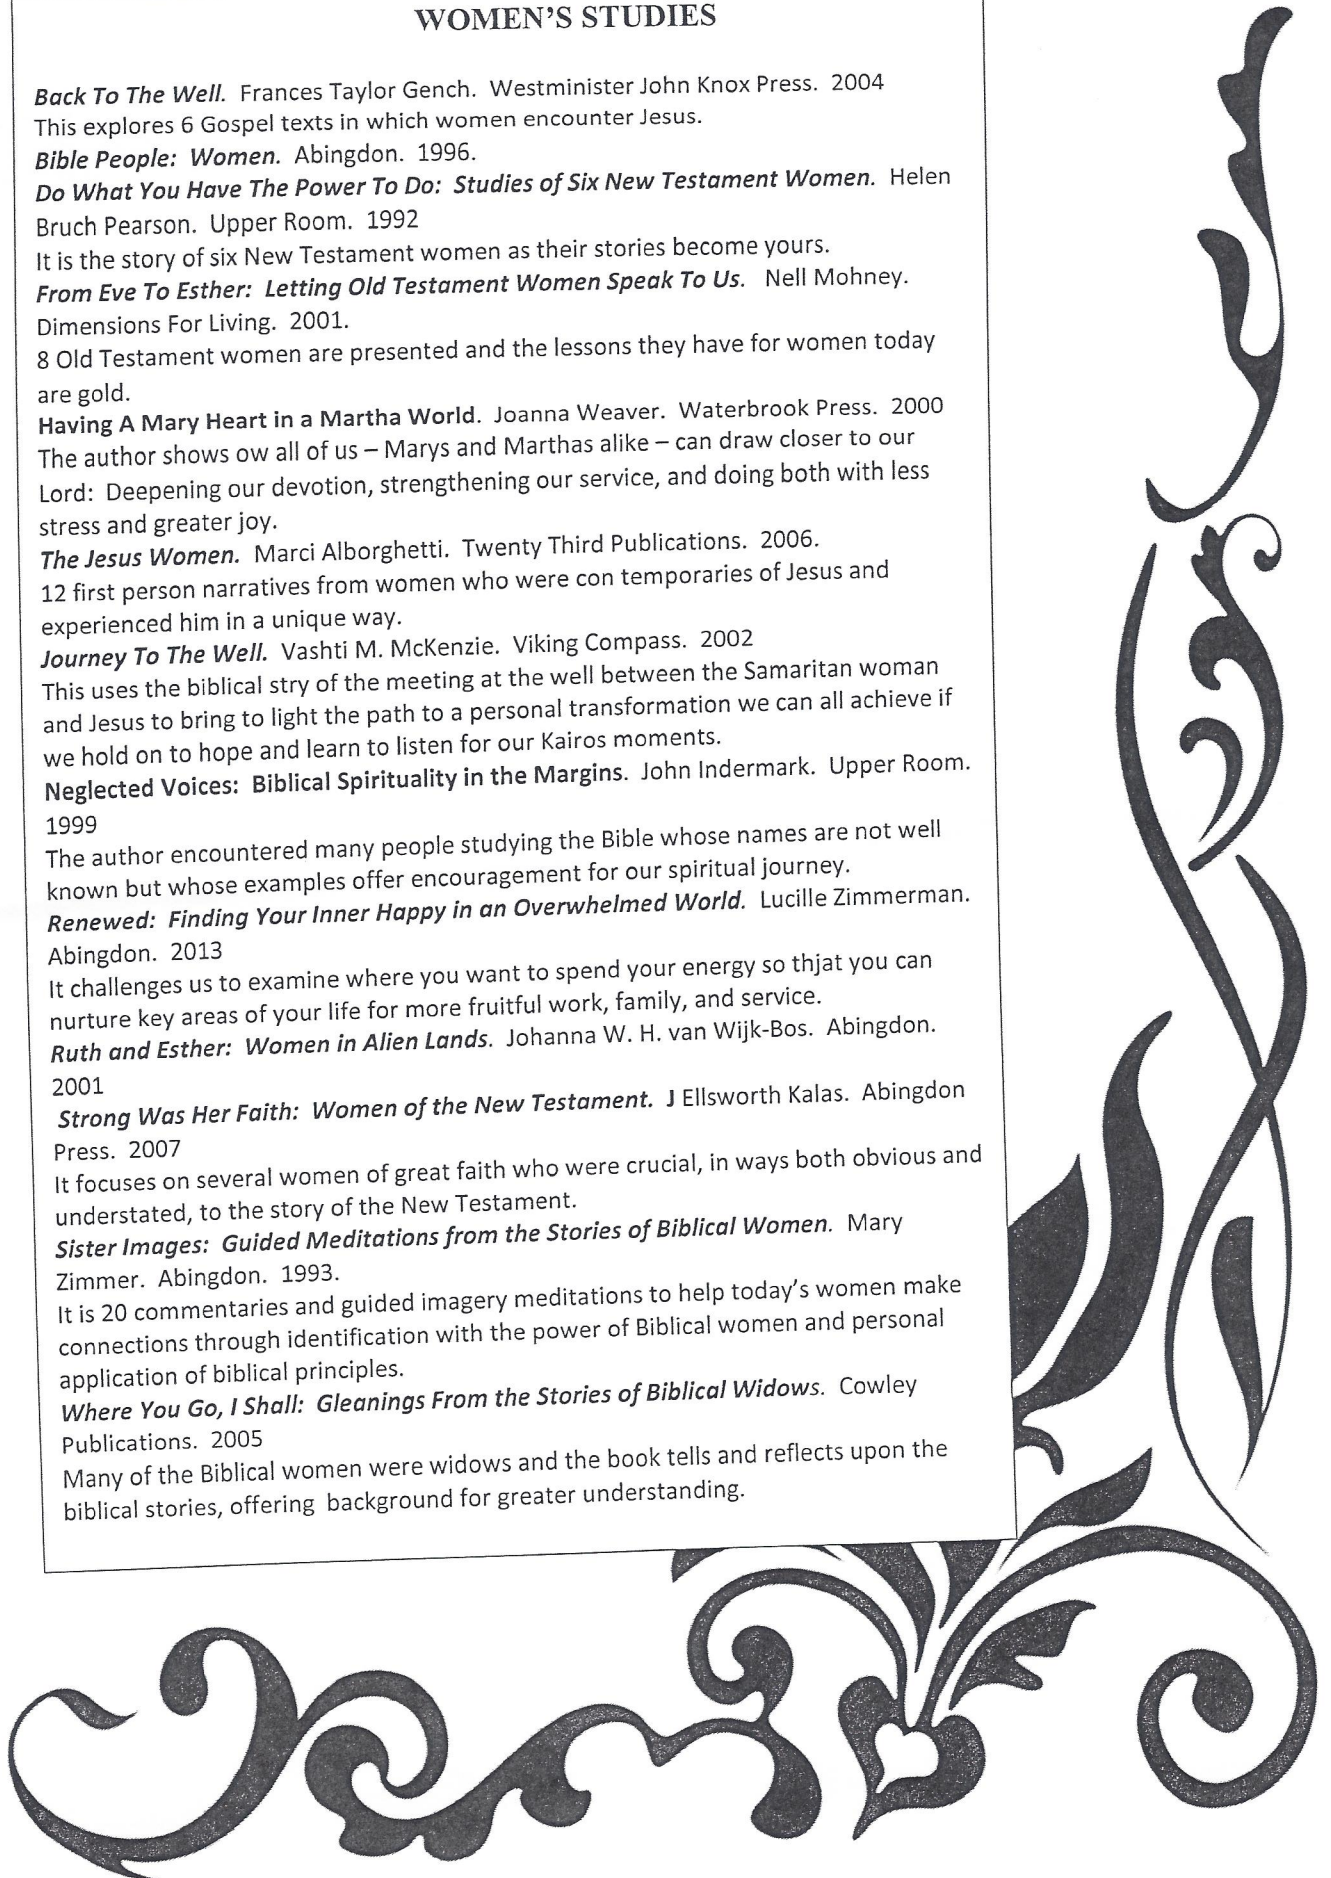 WOMEN'S STUDIES
Back To The Well.  Frances Taylor Gench.  Westminister John Knox Press.  2004
This explores 6 Gospel texts in which women encounter Jesus.
Bible People:  Women.  Abingdon.  1996.
Do What You Have The Power To Do:  Studies of Six New Testament Women.  Helen
Bruch Pearson.  Upper Room.  1992
It is the story of six New Testament women as their stories become yours.
From Eve To Esther:  Letting Old Testament Women Speak To Us.  Nell Mohney.
Dimensions For Living.  2001.
8 Old Testament women are presented and the lessons they have for women today
are gold.
Having A Mary Heart in a Martha World.  Joanna Weaver.  Waterbrook Press.  2000
The author shows ow all of us – Marys and Marthas alike – can draw closer to our
Lord:  Deepening our devotion, strengthening our service, and doing both with less
stress and greater joy.
The Jesus Women.  Marci Alborghetti.  Twenty Third Publications.  2006.
12 first person narratives from women who were con temporaries of Jesus and
experienced him in a unique way.
Journey To The Well.  Vashti M. McKenzie.  Viking Compass.  2002
This uses the biblical stry of the meeting at the well between the Samaritan woman
and Jesus to bring to light the path to a personal transformation we can all achieve if
we hold on to hope and learn to listen for our Kairos moments.
Neglected Voices:  Biblical Spirituality in the Margins.  John Indermark.  Upper Room.
1999
The author encountered many people studying the Bible whose names are not well
known but whose examples offer encouragement for our spiritual journey.
Renewed:  Finding Your Inner Happy in an Overwhelmed World.  Lucille Zimmerman.
Abingdon.  2013
It challenges us to examine where you want to spend your energy so thjat you can
nurture key areas of your life for more fruitful work, family, and service.
Ruth and Esther:  Women in Alien Lands.  Johanna W. H. van Wijk-Bos.  Abingdon.
2001
Strong Was Her Faith:  Women of the New Testament.  J Ellsworth Kalas.  Abingdon
Press.  2007
It focuses on several women of great faith who were crucial, in ways both obvious and
understated, to the story of the New Testament.
Sister Images:  Guided Meditations from the Stories of Biblical Women.  Mary
Zimmer.  Abingdon.  1993.
It is 20 commentaries and guided imagery meditations to help today's women make
connections through identification with the power of Biblical women and personal
application of biblical principles.
Where You Go, I Shall:  Gleanings From the Stories of Biblical Widows.  Cowley
Publications.  2005
Many of the Biblical women were widows and the book tells and reflects upon the
biblical stories, offering  background for greater understanding.